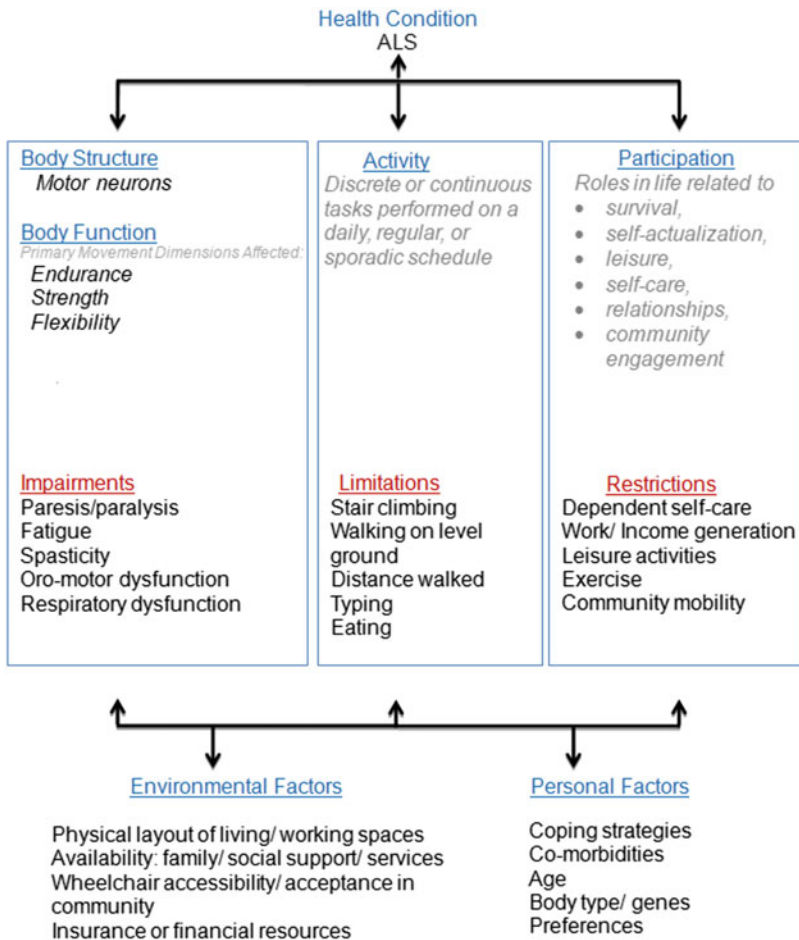 Health Condition
ALS
Body Structure
Motor neurons
Body Function
Primary Movement Dimensions Affected:
Endurance
Strength
Flexibility
Impairments
Paresis/paralysis
Fatigue
Spasticity
Oro-motor dysfunction
Respiratory dysfunction
Activity
Discrete or continuous
tasks performed on a
daily, regular, or
sporadic schedule
Limitations
Stair climbing
Walking on level
ground
Distance walked
Typing
Eating
Participation
Roles in life related to
• survival,
• self-actualization,
• leisure,
• self-care,
• relationships,
• community
engagement
Restrictions
Dependent self-care
Work/ Income generation
Leisure activities
Exercise
Community mobility
Environmental Factors
Physical layout of living/ working spaces
Availability: family/ social support/ services
Wheelchair accessibility/ acceptance in
community
Insurance or financial resources
Personal Factors
Coping strategies
Co-morbidities
Age
Body type/ genes
Preferences